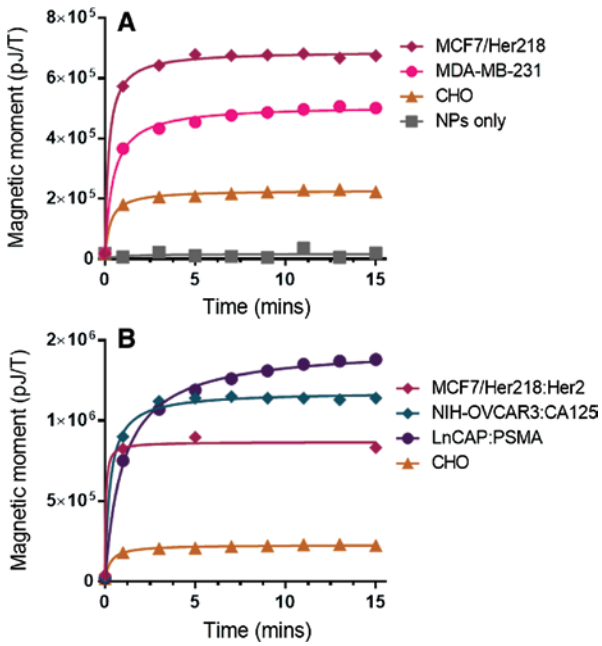 A
Magnetic moment (pJ/T)
8×10⁵
6×10⁵
4×10⁵
2×10⁵
0
0 5 10 15
Time (mins)
MCF7/Her218
MDA-MB-231
CHO
NPs only
B
Magnetic moment (pJ/T)
2×10⁶
1×10⁶
5×10⁵
0
0 5 10 15
Time (mins)
MCF7/Her218:Her2
NIH-OVCAR3:CA125
LnCAP:PSMA
CHO